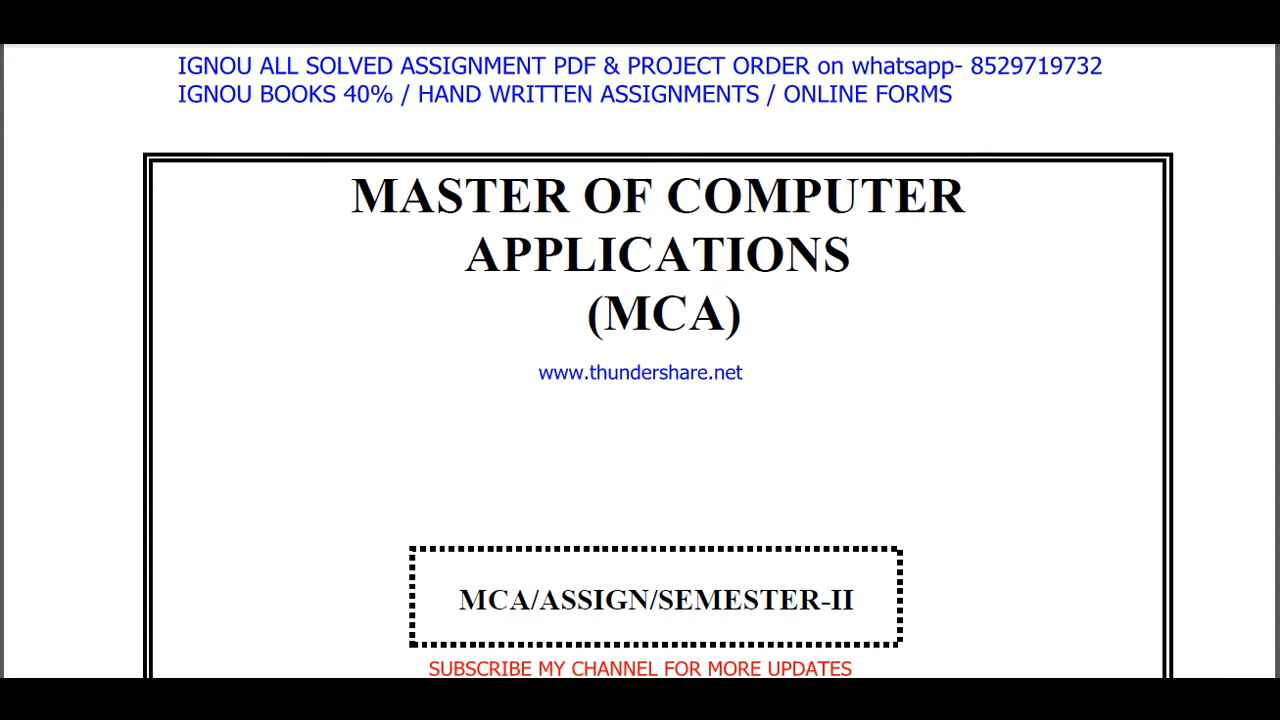 IGNOU ALL SOLVED ASSIGNMENT PDF & PROJECT ORDER on whatsapp- 8529719732
IGNOU BOOKS 40% / HAND WRITTEN ASSIGNMENTS / ONLINE FORMS
MASTER OF COMPUTER
APPLICATIONS
(MCA)
www.thundershare.net
MCA/ASSIGN/SEMESTER-II
SUBSCRIBE MY CHANNEL FOR MORE UPDATES